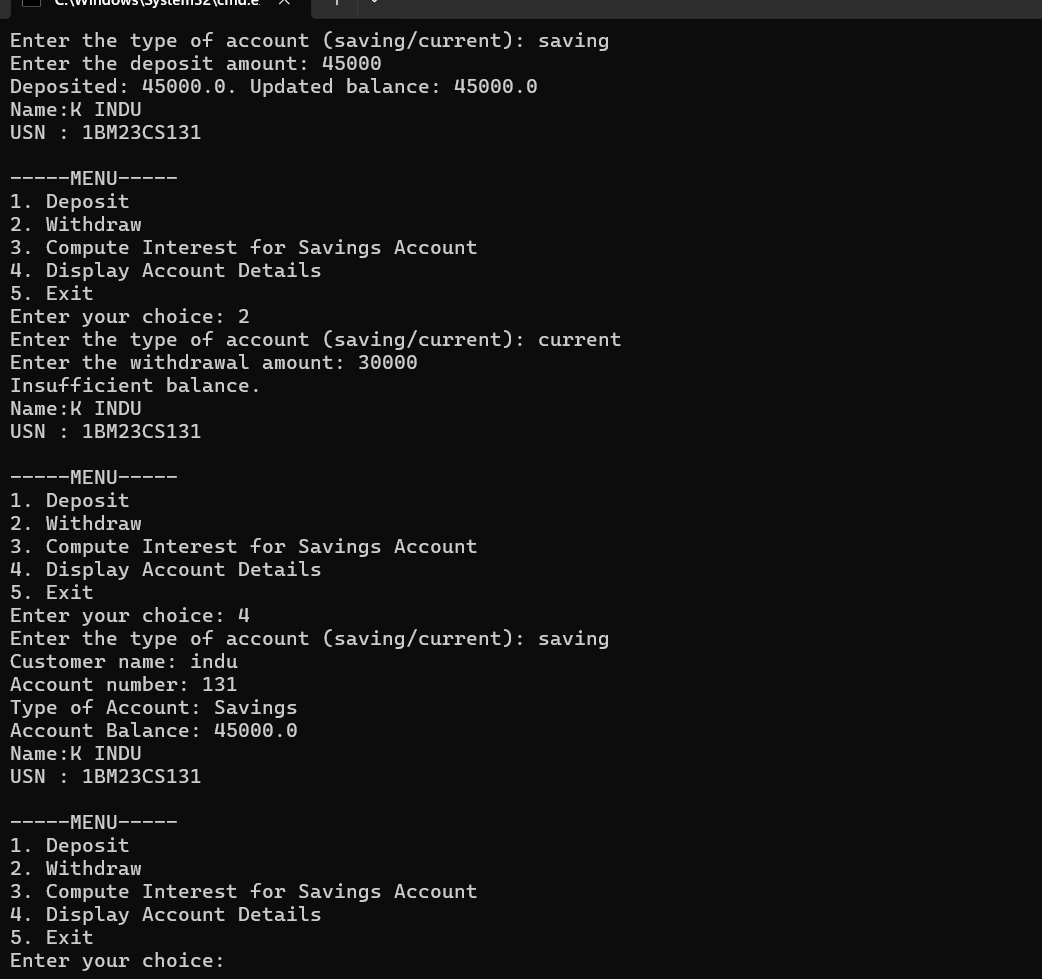 C:\Windows\System32\cmd.e
Enter the type of account (saving/current): saving
Enter the deposit amount: 45000
Deposited: 45000.0. Updated balance: 45000.0
Name:K INDU
USN : 1BM23CS131
-----MENU-----
1. Deposit
2. Withdraw
3. Compute Interest for Savings Account
4. Display Account Details
5. Exit
Enter your choice: 2
Enter the type of account (saving/current): current
Enter the withdrawal amount: 30000
Insufficient balance.
Name:K INDU
USN : 1BM23CS131
-----MENU-----
1. Deposit
2. Withdraw
3. Compute Interest for Savings Account
4. Display Account Details
5. Exit
Enter your choice: 4
Enter the type of account (saving/current): saving
Customer name: indu
Account number: 131
Type of Account: Savings
Account Balance: 45000.0
Name:K INDU
USN : 1BM23CS131
-----MENU-----
1. Deposit
2. Withdraw
3. Compute Interest for Savings Account
4. Display Account Details
5. Exit
Enter your choice: